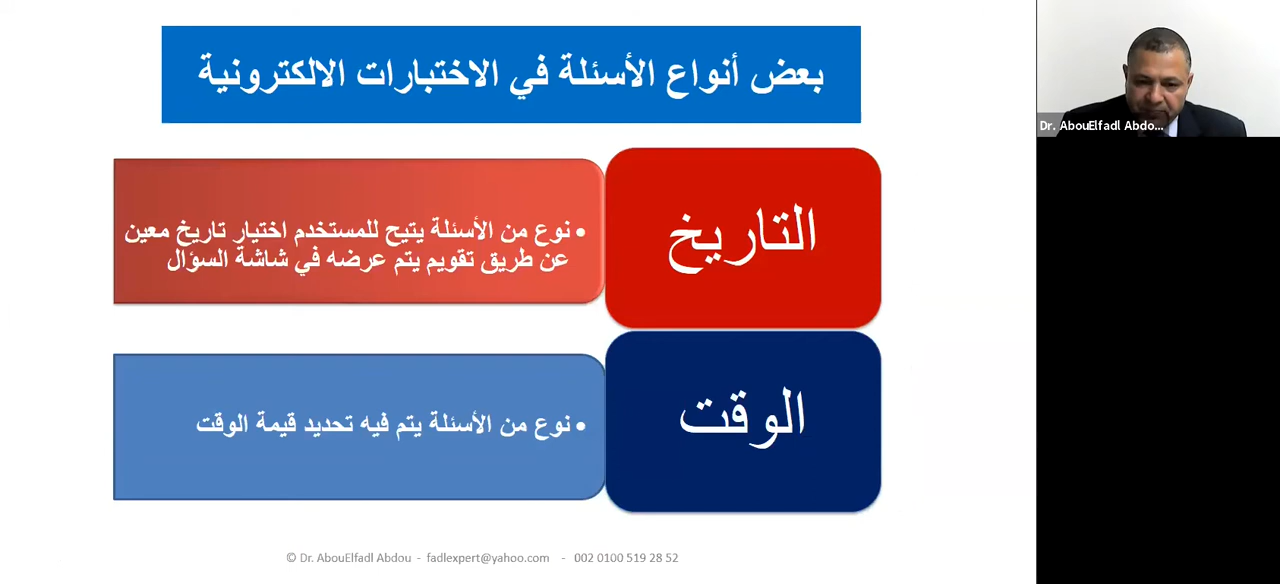 بعض أنواع الأسئلة في الاختبارات الالكترونية
التاريخ
• نوع من الأسئلة يتيح للمستخدم اختيار تاريخ معين
عن طريق تقويم يتم عرضه في شاشة السؤال
الوقت
• نوع من الأسئلة يتم فيه تحديد قيمة الوقت
© Dr. AbouElfadl Abdou - fadlexpert@yahoo.com - 002 0100 519 28 52
Dr. AbouElfadl Abdo...